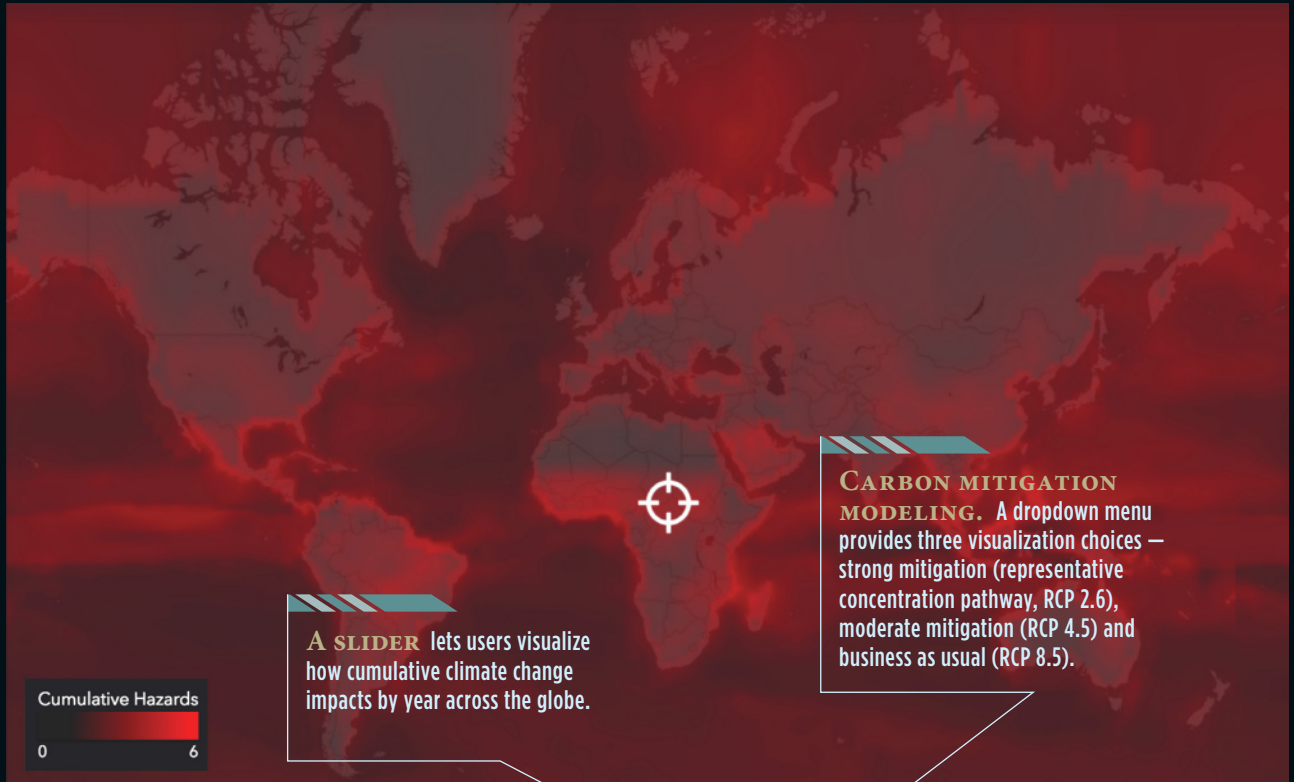 CARBON MITIGATION
MODELING. A dropdown menu
provides three visualization choices —
strong mitigation (representative
concentration pathway, RCP 2.6),
moderate mitigation (RCP 4.5) and
business as usual (RCP 8.5).
A SLIDER lets users visualize
how cumulative climate change
impacts by year across the globe.
Cumulative Hazards
0 6